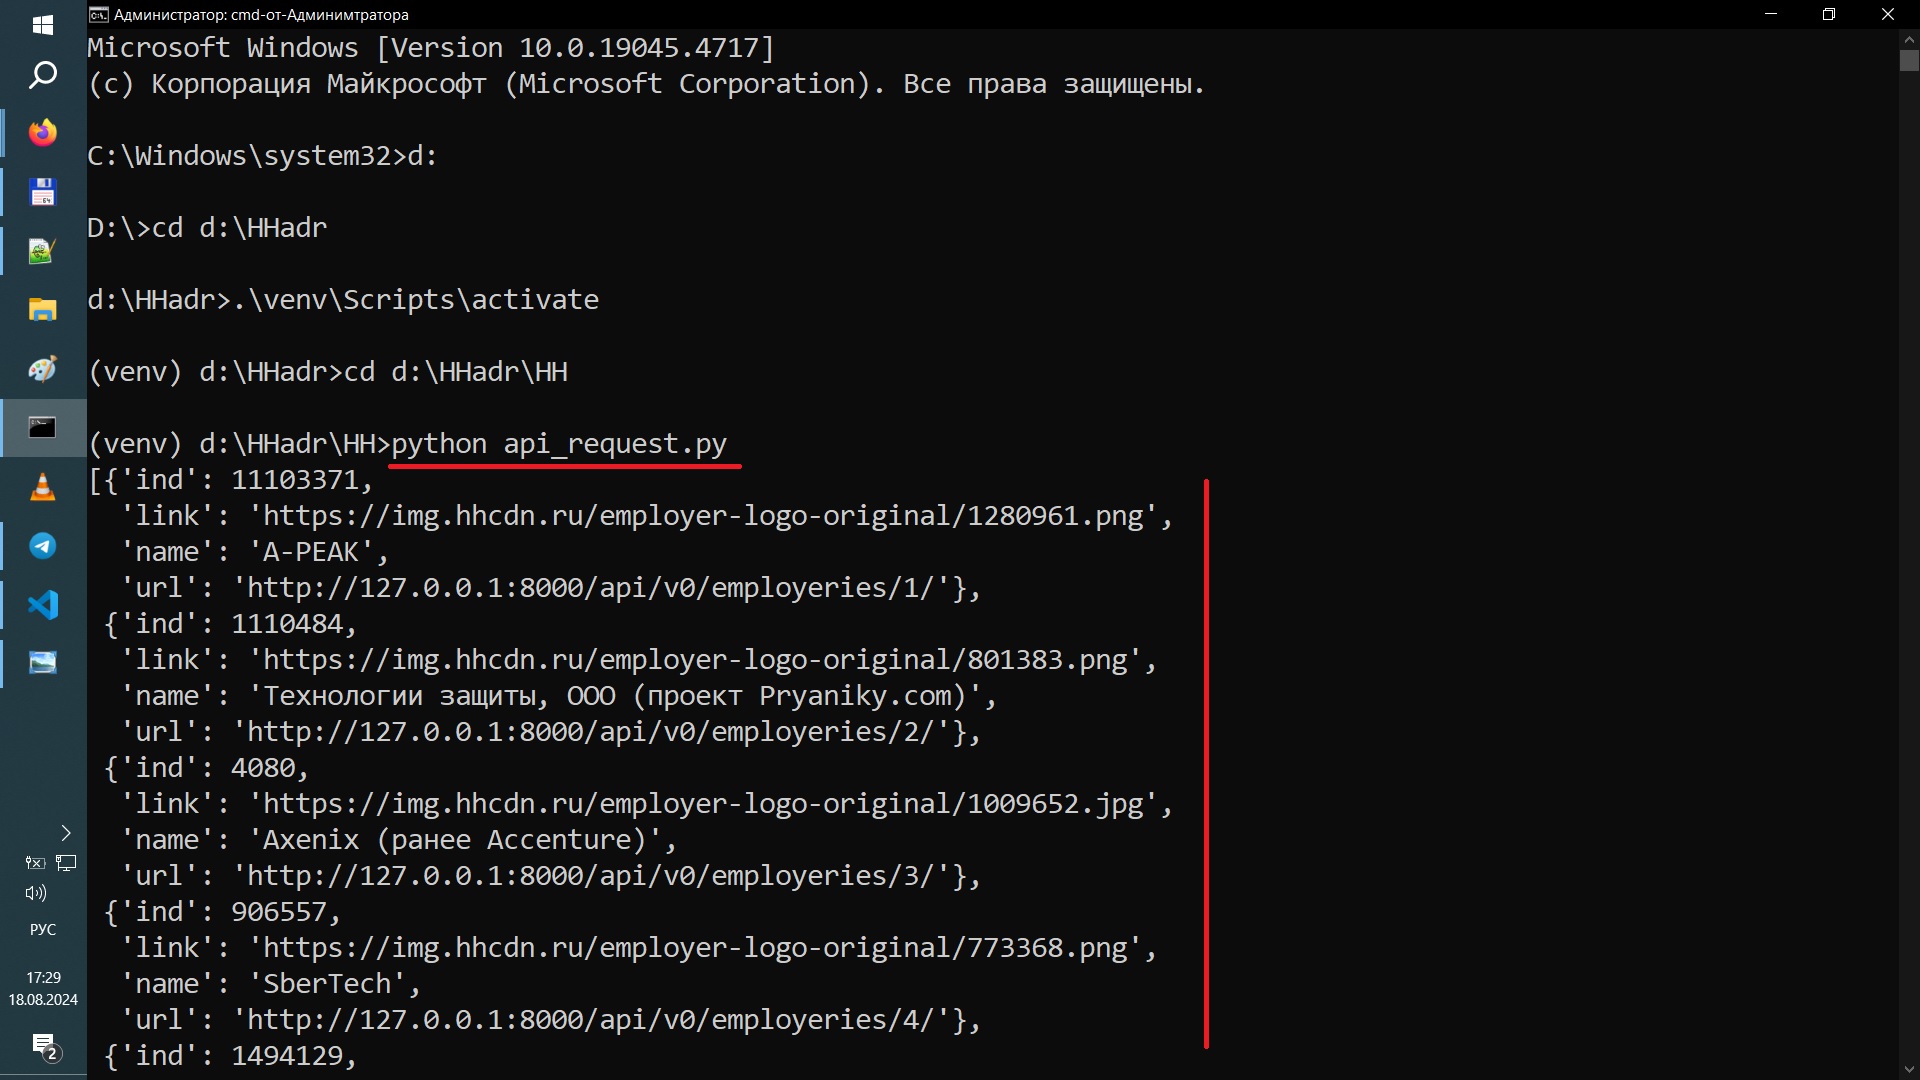 Администратор: cmd-от-Админимтратора
Microsoft Windows [Version 10.0.19045.4717]
(c) Корпорация Майкрософт (Microsoft Corporation). Все права защищены.
C:\Windows\system32>d:
D:\>cd d:\HHadr
d:\HHadr>.\venv\Scripts\activate
(venv) d:\HHadr>cd d:\HHadr\HH
(venv) d:\HHadr\HH>python api_request.py
[{'ind': 11103371,
'link': 'https://img.hhcdn.ru/employer-logo-original/1280961.png',
'name': 'A-PEAK',
'url': 'http://127.0.0.1:8000/api/v0/employeries/1/'},
{'ind': 1110484,
'link': 'https://img.hhcdn.ru/employer-logo-original/801383.png',
'name': 'Технологии защиты, ООО (проект Pryaniky.com)',
'url': 'http://127.0.0.1:8000/api/v0/employeries/2/'},
{'ind': 4080,
'link': 'https://img.hhcdn.ru/employer-logo-original/1009652.jpg',
'name': 'Axenix (ранее Accenture)',
'url': 'http://127.0.0.1:8000/api/v0/employeries/3/'},
{'ind': 906557,
'link': 'https://img.hhcdn.ru/employer-logo-original/773368.png',
'name': 'SberTech',
'url': 'http://127.0.0.1:8000/api/v0/employeries/4/'},
{'ind': 1494129,
РУС
17:29
18.08.2024
2